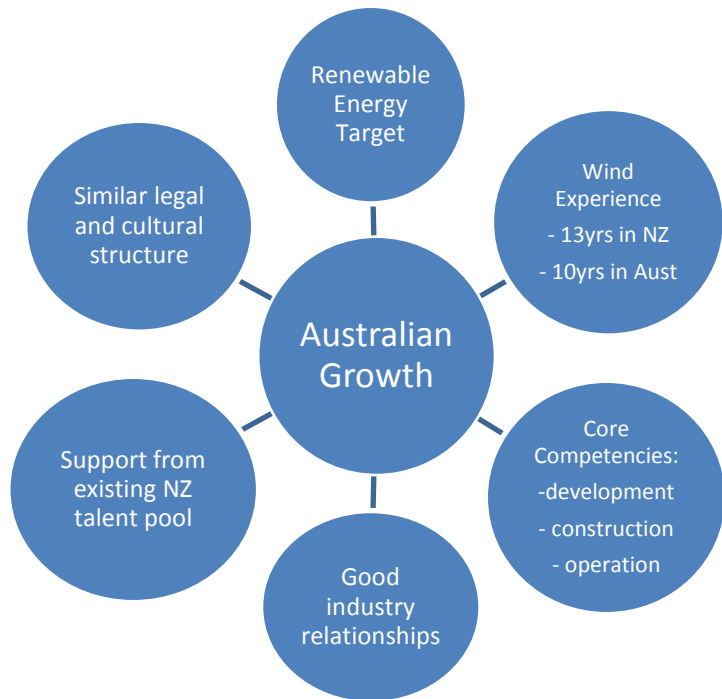 Renewable
Energy
Target
Wind
Experience
- 13yrs in NZ
- 10yrs in Aust
Core
Competencies:
-development
- construction
- operation
Good
industry
relationships
Support from
existing NZ
talent pool
Similar legal
and cultural
structure
Australian
Growth